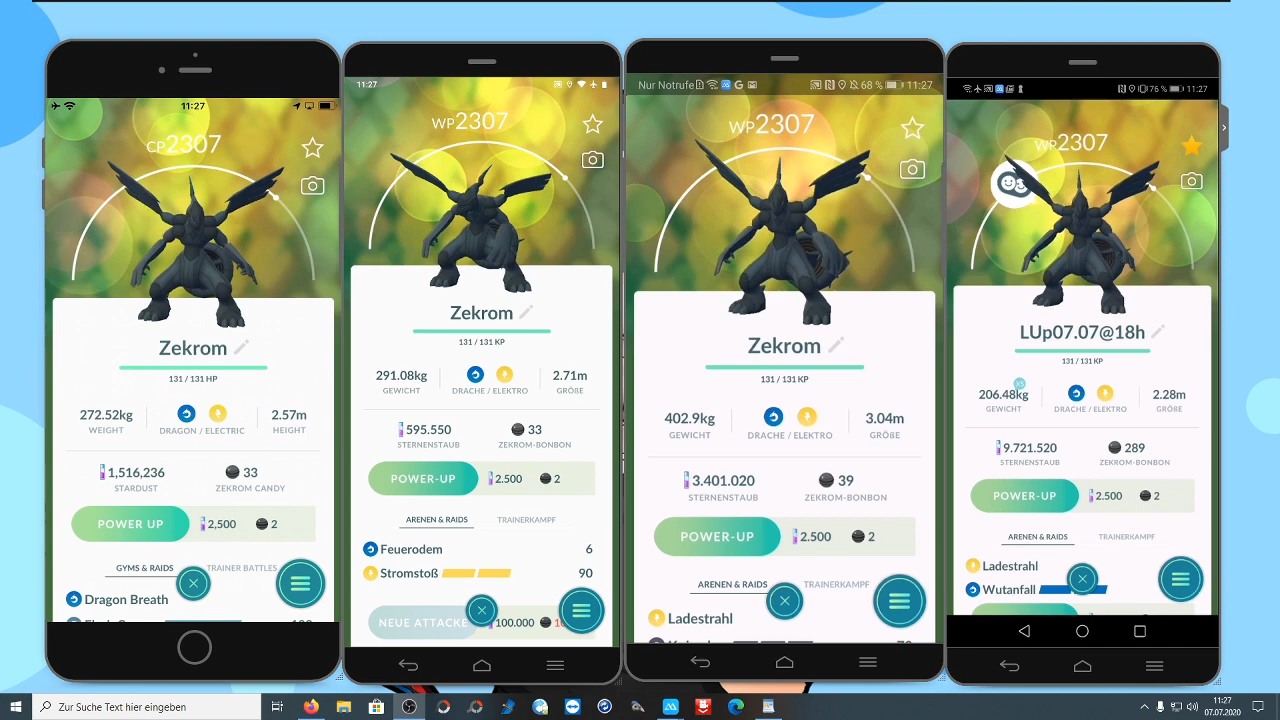 11:27
CP2307
Zekrom
131 / 131 HP
272.52kg
WEIGHT
DRAGON / ELECTRIC
2.57m
HEIGHT
1,516,236
STARDUST
33
ZEKROM CANDY
POWER UP
2,500
2
GYMS & RAIDS
TRAINER BATTLES
Dragon Breath
11:27
WP2307
Zekrom
131 / 131 KP
291.08kg
GEWICHT
DRACHE / ELEKTRO
2.71m
GRÖßE
595.550
STERNENSTAUB
33
ZEKROM-BONBON
POWER-UP
2.500
2
ARENEN & RAIDS
TRAINERKAMPF
Feuerodem 6
Stromstoß 90
NEUE ATTACKE
100.000
Nur Notrufe
68 %
11:27
WP2307
Zekrom
131 / 131 KP
402.9kg
GEWICHT
DRACHE / ELEKTRO
3.04m
GRÖßE
3.401.020
STERNENSTAUB
39
ZEKROM-BONBON
POWER-UP
2.500
2
ARENEN & RAIDS
TRAINERKAMPF
Ladestrahl
76 %
11:27
WP2307
LUp07.07@18h
131 / 131 KP
XS
206.48kg
GEWICHT
DRACHE / ELEKTRO
2.28m
GRÖßE
9.721.520
STERNENSTAUB
289
ZEKROM-BONBON
POWER-UP
2.500
2
ARENEN & RAIDS
TRAINERKAMPF
Ladestrahl
Wutanfall
Zur Suche Text hier eingeben
11:27
07.07.2020